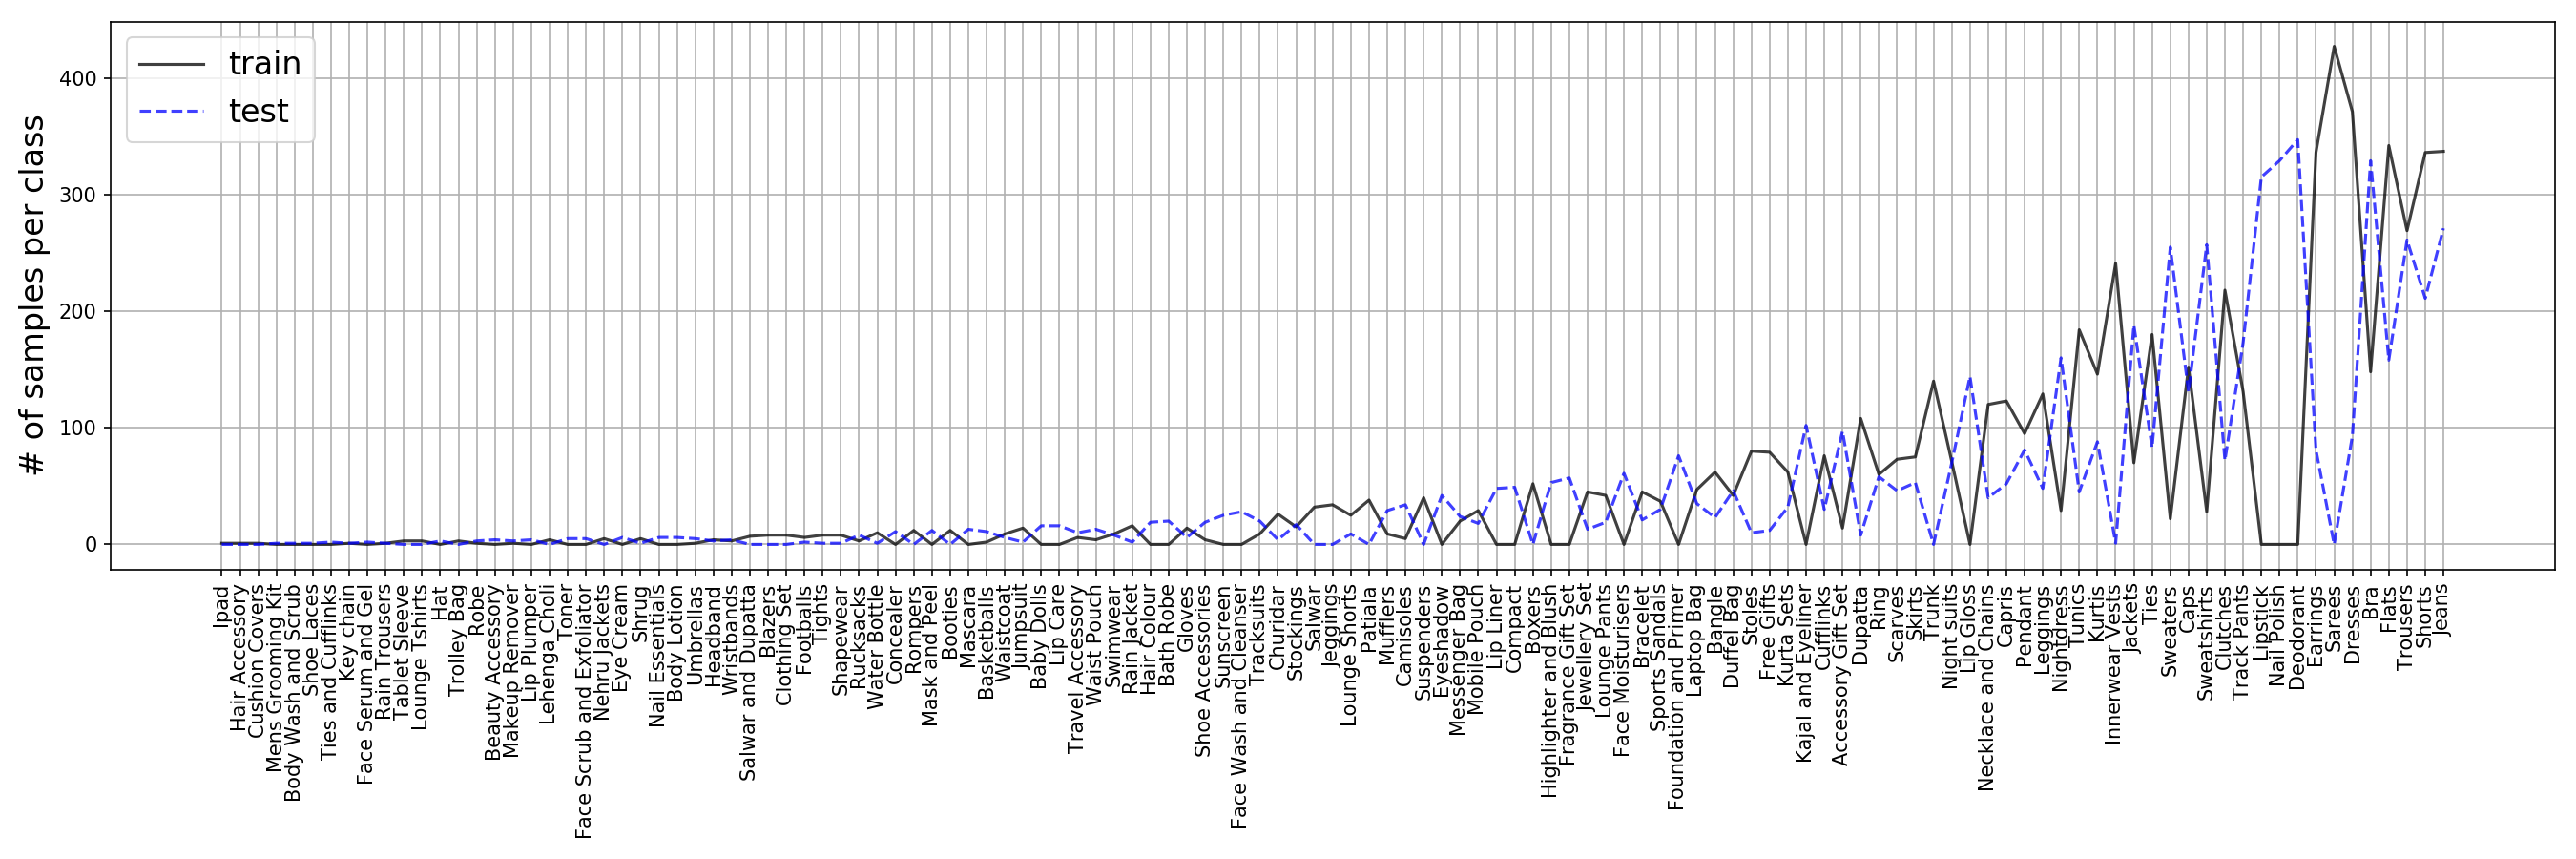 # of samples per class
400
300
200
100
0
train
test
Ipad
Hair Accessory
Cushion Covers
Mens Grooming Kit
Body Wash and Scrub
Shoe Laces
Ties and Cufflinks
Key chain
Face Serum and Gel
Rain Trousers
Tablet Sleeve
Lounge Tshirts
Hat
Trolley Bag
Robe
Beauty Accessory
Makeup Remover
Lip Plumper
Lehenga Choli
Toner
Face Scrub and Exfoliator
Nehru Jackets
Eye Cream
Shrug
Nail Essentials
Body Lotion
Umbrellas
Headband
Wristbands
Salwar and Dupatta
Blazers
Clothing Set
Footballs
Tights
Shapewear
Rucksacks
Water Bottle
Concealer
Rompers
Mask and Peel
Booties
Mascara
Basketballs
Waistcoat
Jumpsuit
Baby Dolls
Lip Care
Travel Accessory
Waist Pouch
Swimwear
Rain Jacket
Hair Colour
Bath Robe
Gloves
Shoe Accessories
Sunscreen
Face Wash and Cleanser
Tracksuits
Churidar
Stockings
Salwar
Jeggings
Lounge Shorts
Patiala
Mufflers
Camisoles
Suspenders
Eyeshadow
Messenger Bag
Mobile Pouch
Lip Liner
Compact
Boxers
Highlighter and Blush
Fragrance Gift Set
Jewellery Set
Lounge Pants
Face Moisturisers
Bracelet
Sports Sandals
Foundation and Primer
Laptop Bag
Bangle
Duffel Bag
Stoles
Free Gifts
Kurta Sets
Kajal and Eyeliner
Cufflinks
Accessory Gift Set
Dupatta
Ring
Scarves
Skirts
Trunk
Night suits
Lip Gloss
Necklace and Chains
Capris
Pendant
Leggings
Nightdress
Tunics
Kurtis
Innerwear Vests
Jackets
Ties
Sweaters
Caps
Sweatshirts
Clutches
Track Pants
Lipstick
Nail Polish
Deodorant
Earrings
Sarees
Dresses
Bra
Flats
Trousers
Shorts
Jeans